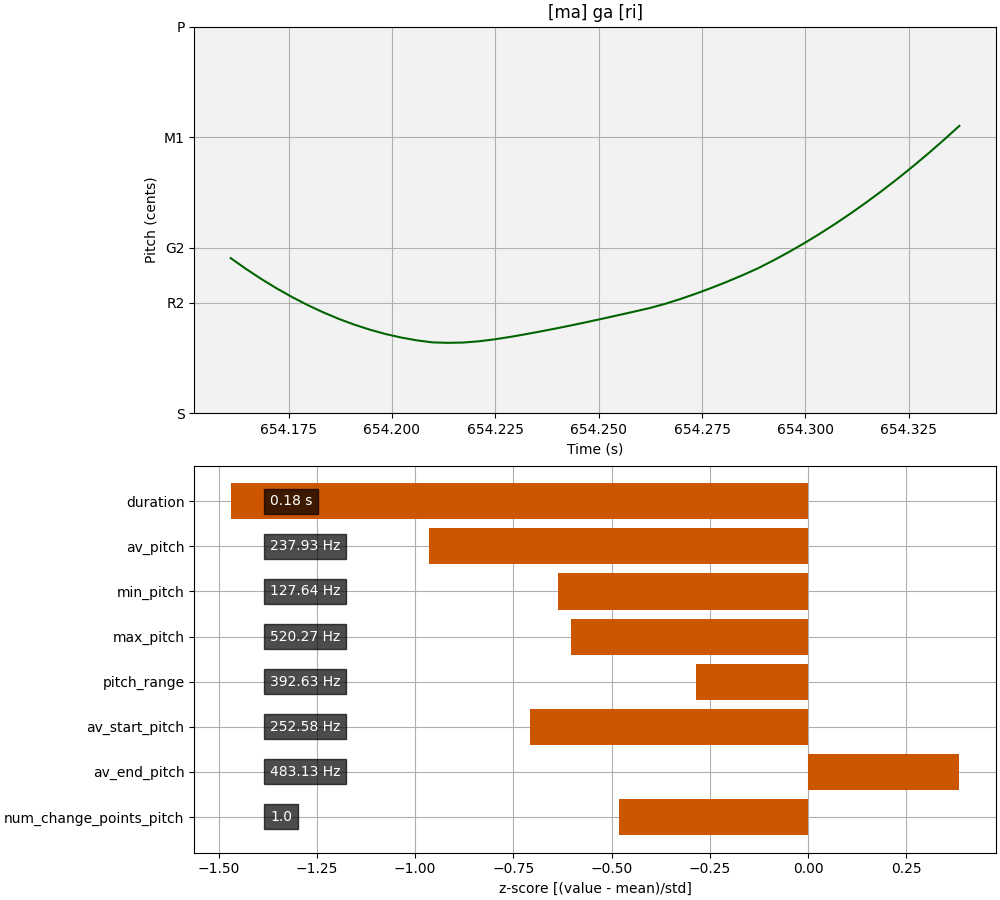 [ma] ga [ri]
P
M1
G2
R2
S
Pitch (cents)
654.175 654.200 654.225 654.250 654.275 654.300 654.325
Time (s)
duration 0.18 s
av_pitch 237.93 Hz
min_pitch 127.64 Hz
max_pitch 520.27 Hz
pitch_range 392.63 Hz
av_start_pitch 252.58 Hz
av_end_pitch 483.13 Hz
num_change_points_pitch 1.0
−1.50 −1.25 −1.00 −0.75 −0.50 −0.25 0.00 0.25
z-score [(value - mean)/std]